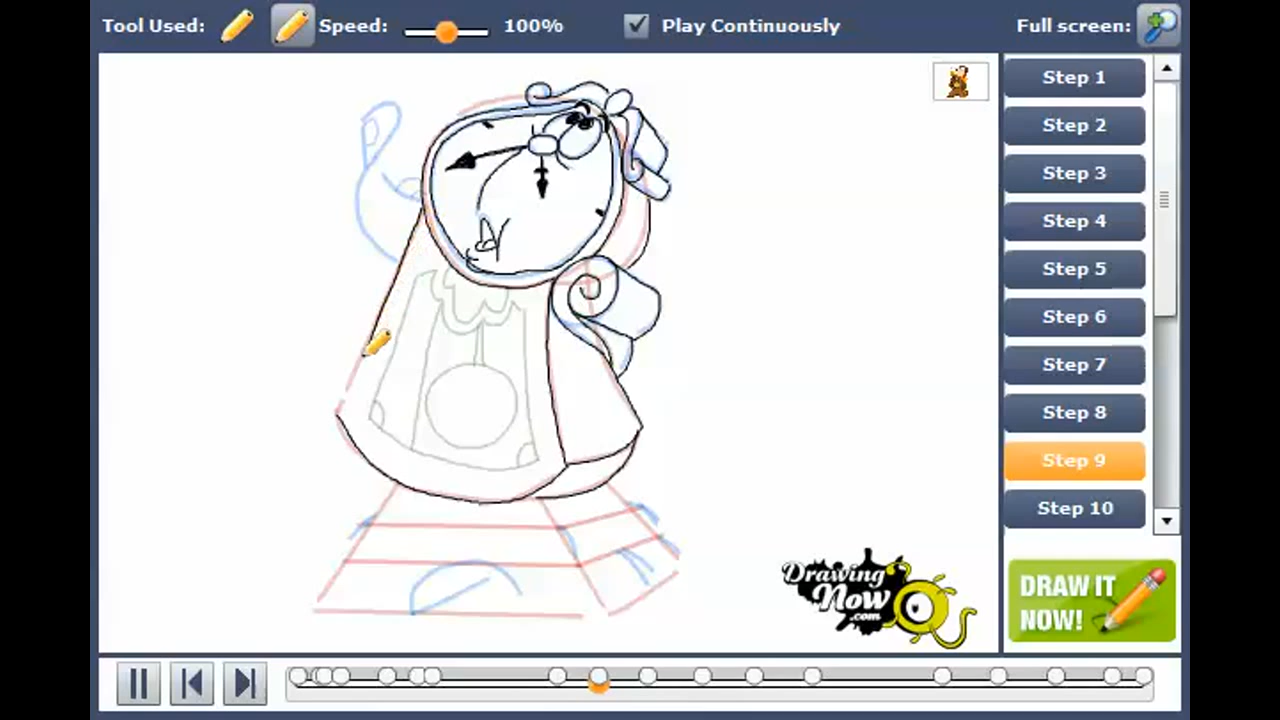 Tool Used: Speed: 100% Play Continuously Full screen:
Step 1
Step 2
Step 3
Step 4
Step 5
Step 6
Step 7
Step 8
Step 9
Step 10
Drawing
Now
.com
DRAW IT
NOW!